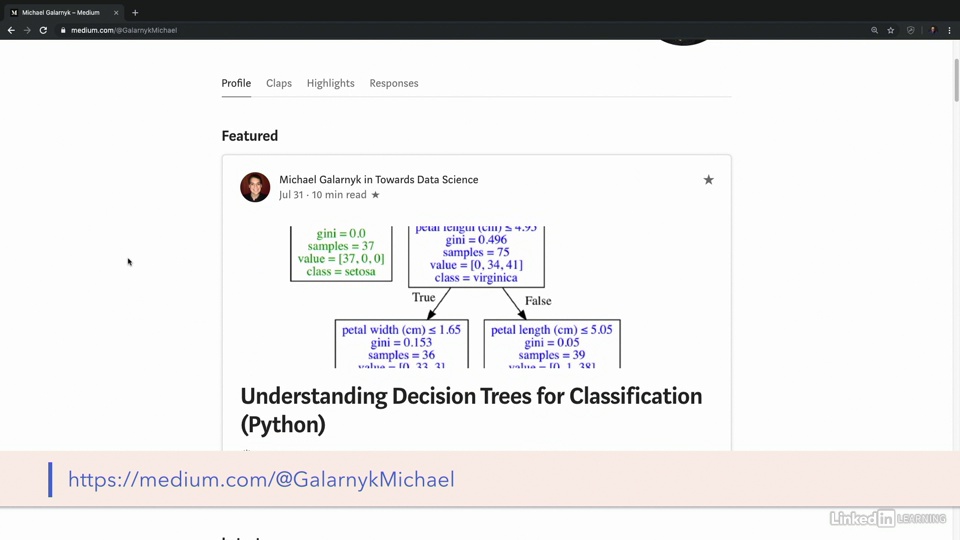 Michael Galarnyk – Medium
medium.com/@GalarnykMichael
Profile Claps Highlights Responses
Featured
Michael Galarnyk in Towards Data Science
Jul 31 · 10 min read ★
gini = 0.0
samples = 37
value = [37, 0, 0]
class = setosa
petal length (cm) ≤ 4.95
gini = 0.496
samples = 75
value = [0, 34, 41]
class = virginica
True
False
petal width (cm) ≤ 1.65
gini = 0.153
samples = 36
value = [0, 33, 3]
petal length (cm) ≤ 5.05
gini = 0.05
samples = 39
value = [0, 1, 38]
Understanding Decision Trees for Classification
(Python)
https://medium.com/@GalarnykMichael
LinkedIn LEARNING